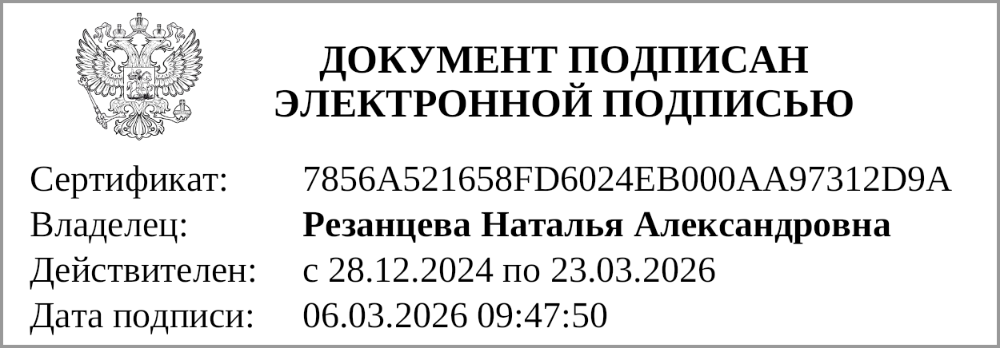 ДОКУМЕНТ ПОДПИСАН
ЭЛЕКТРОННОЙ ПОДПИСЬЮ
Сертификат: 7856A521658FD6024EB000AA97312D9A
Владелец: Резанцева Наталья Александровна
Действителен: с 28.12.2024 по 23.03.2026
Дата подписи: 06.03.2026 09:47:50